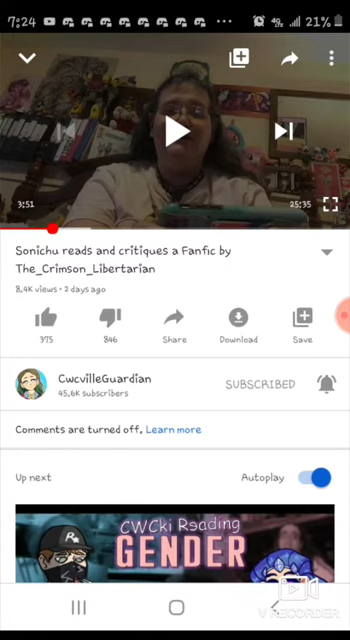 7:24
4G
21%
3:51
25:35
Sonichu reads and critiques a Fanfic by
The_Crimson_Libertarian
8.4K views • 2 days ago
375
846
Share
Download
Save
CwcvilleGuardian
45.6K subscribers
SUBSCRIBED
Comments are turned off. Learn more
Up next
Autoplay
CWCki Reading
GENDER
V RECORDER